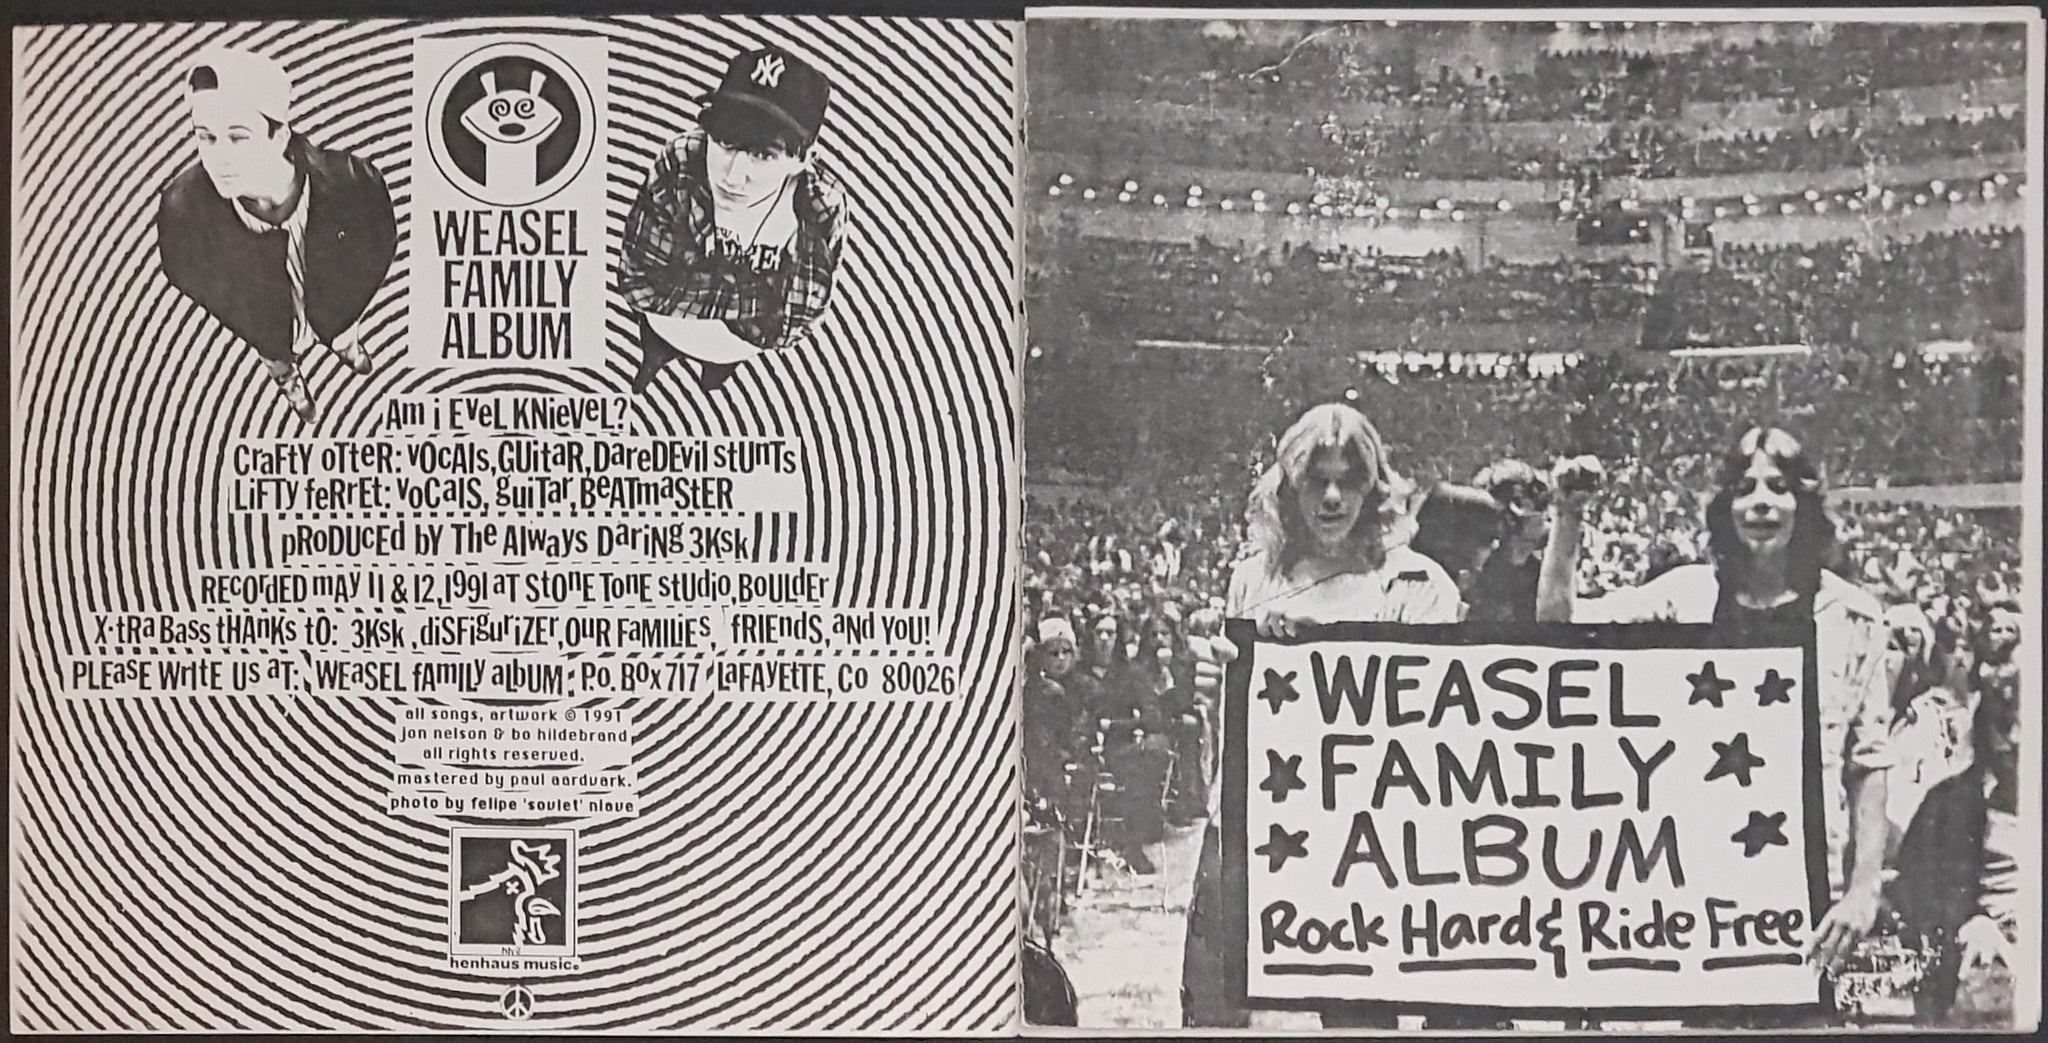 WEASEL
FAMILY
ALBUM
Am i EveL KNieveL?
CraFtY oTteR: vOcAls, GUitaR, DareDEvil stUnTs
LiFTy feRrEt: VoCalS, guiTar, BeATmaStER
pRoDUcEd bY The Always DariNg 3Ksk
RECOrdED mAy 11 & 12, 1991 aT StonE TonE stUdio, BoUldEr
X-tRa Bass tHAnKs tO: 3Ksk, diSFiguriZEr, OuR FaMiLiEs, fRIEndS, aNd YoU!
PLEasE WritE Us aT: WEaSEL fAmiLy alBuM: P.o. Box 717 LaFAyEttE, Co 80026
all songs, artwork © 1991
jon nelson & bo hildebrand
all rights reserved.
mastered by paul aardvark.
photo by felipe 'soviet' nieve
hh
henhaus music.
NY
WEASEL
FAMILY
ALBUM
Rock Hard & Ride Free